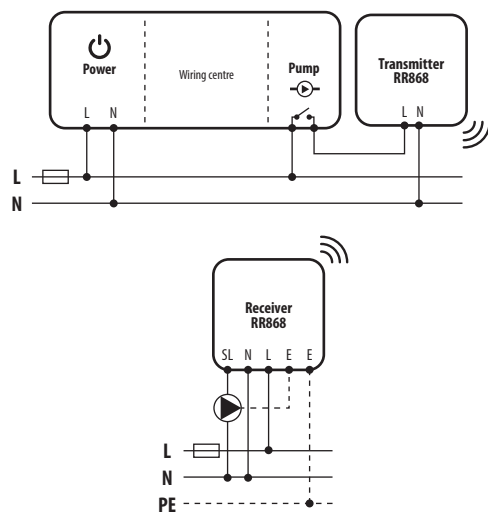 Power
Wiring centre
Pump
Transmitter
RR868
L N
L N
L
N
Receiver
RR868
SL N L E E
L
N
PE